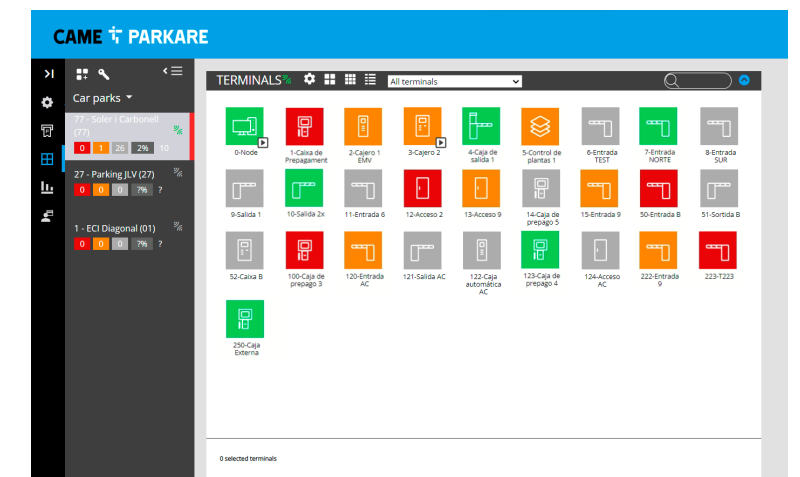 CAME PARKARE
TERMINALS
All terminals
Car parks
77 - Soler i Carbonell
(77)
0 1 26 2% 10
27 - Parking JLV (27)
0 0 0 ?% ?
1 - ECI Diagonal (01)
0 0 0 ?% ?
0-Node
1-Caixa de
Prepagament
2-Cajero 1
EMV
3-Cajero 2
4-Caja de
salida 1
5-Control de
plantas 1
6-Entrada
TEST
7-Entrada
NORTE
8-Entrada
SUR
9-Salida 1
10-Salida 2x
11-Entrada 6
12-Acceso 2
13-Acceso 9
14-Caja de
prepago 5
15-Entrada 9
50-Entrada B
51-Sortida B
52-Caixa B
100-Caja de
prepago 3
120-Entrada
AC
121-Salida AC
122-Caja
automática
AC
123-Caja de
prepago 4
124-Acceso
AC
222-Entrada
9
223-T223
250-Caja
Externa
0 selected terminals